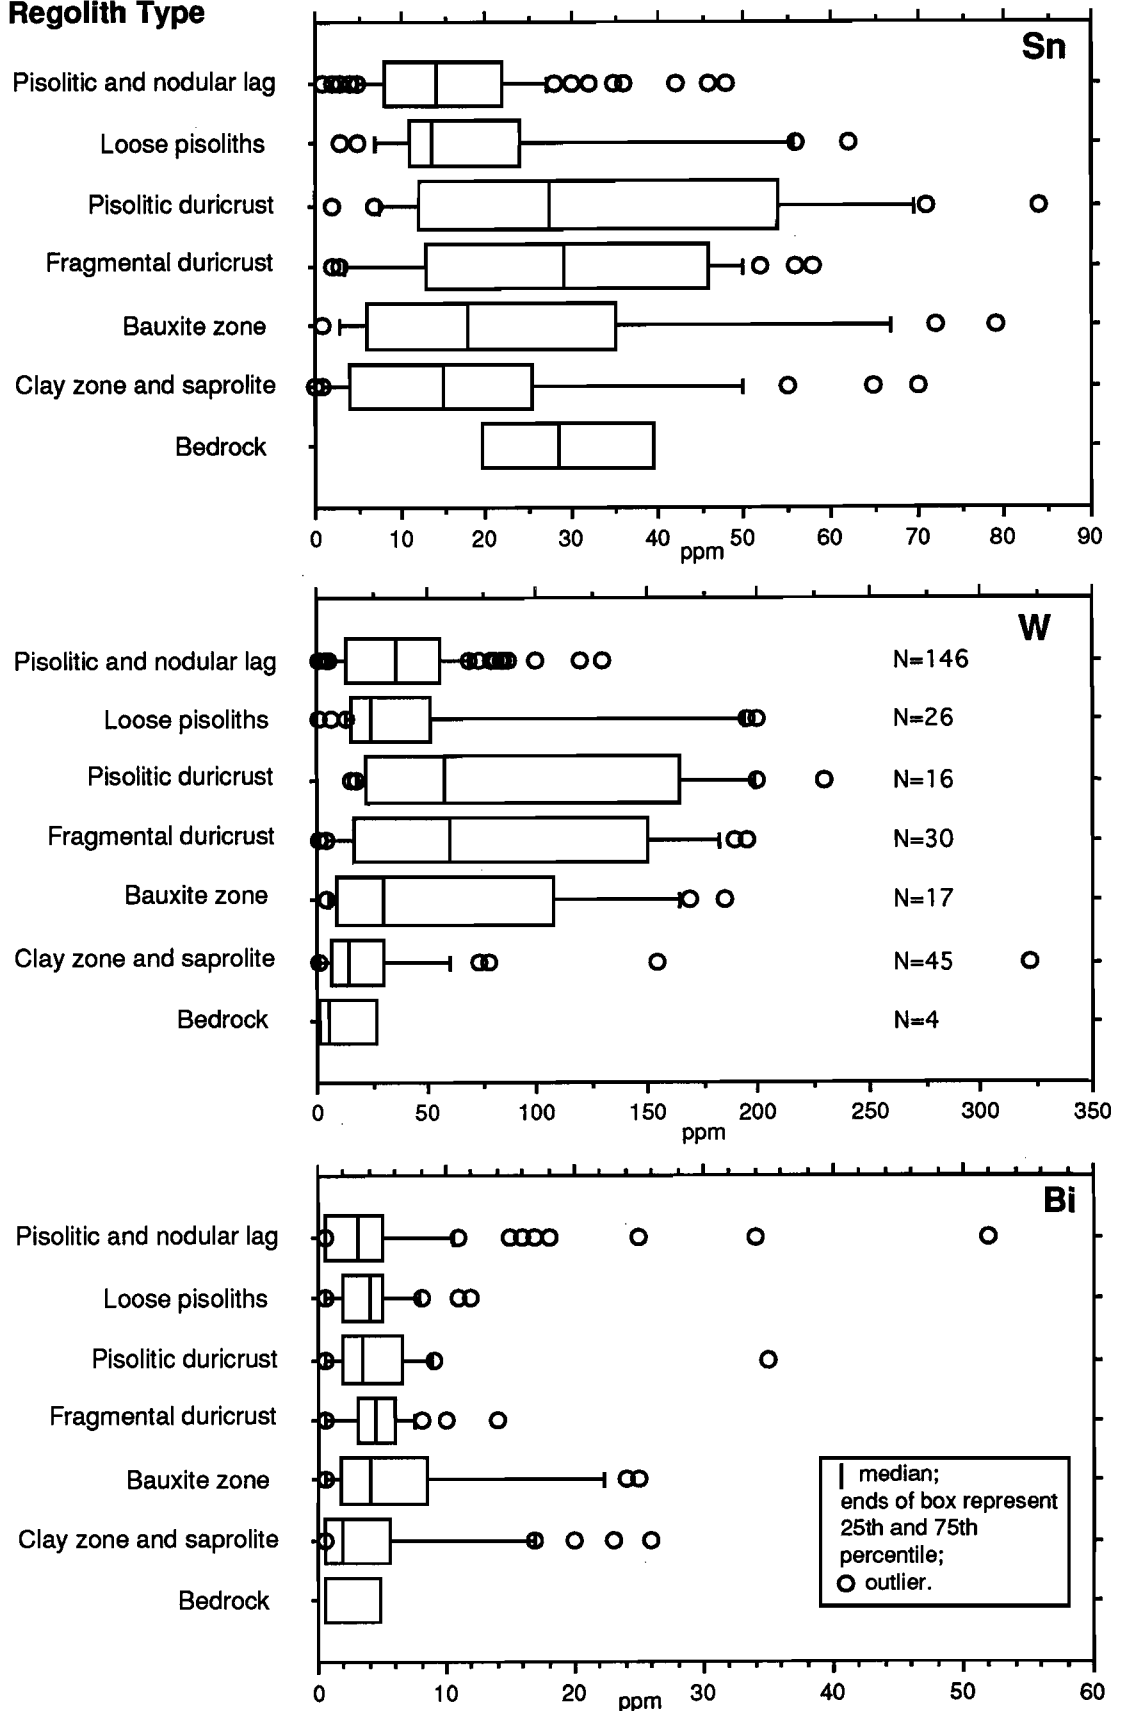 Regolith Type
Sn
Pisolitic and nodular lag
Loose pisoliths
Pisolitic duricrust
Fragmental duricrust
Bauxite zone
Clay zone and saprolite
Bedrock
0 10 20 30 40 50 60 70 80 90
ppm
W
Pisolitic and nodular lag N=146
Loose pisoliths N=26
Pisolitic duricrust N=16
Fragmental duricrust N=30
Bauxite zone N=17
Clay zone and saprolite N=45
Bedrock N=4
0 50 100 150 200 250 300 350
ppm
Bi
Pisolitic and nodular lag
Loose pisoliths
Pisolitic duricrust
Fragmental duricrust
Bauxite zone
Clay zone and saprolite
Bedrock
median;
ends of box represent
25th and 75th
percentile;
outlier.
0 10 20 30 40 50 60
ppm